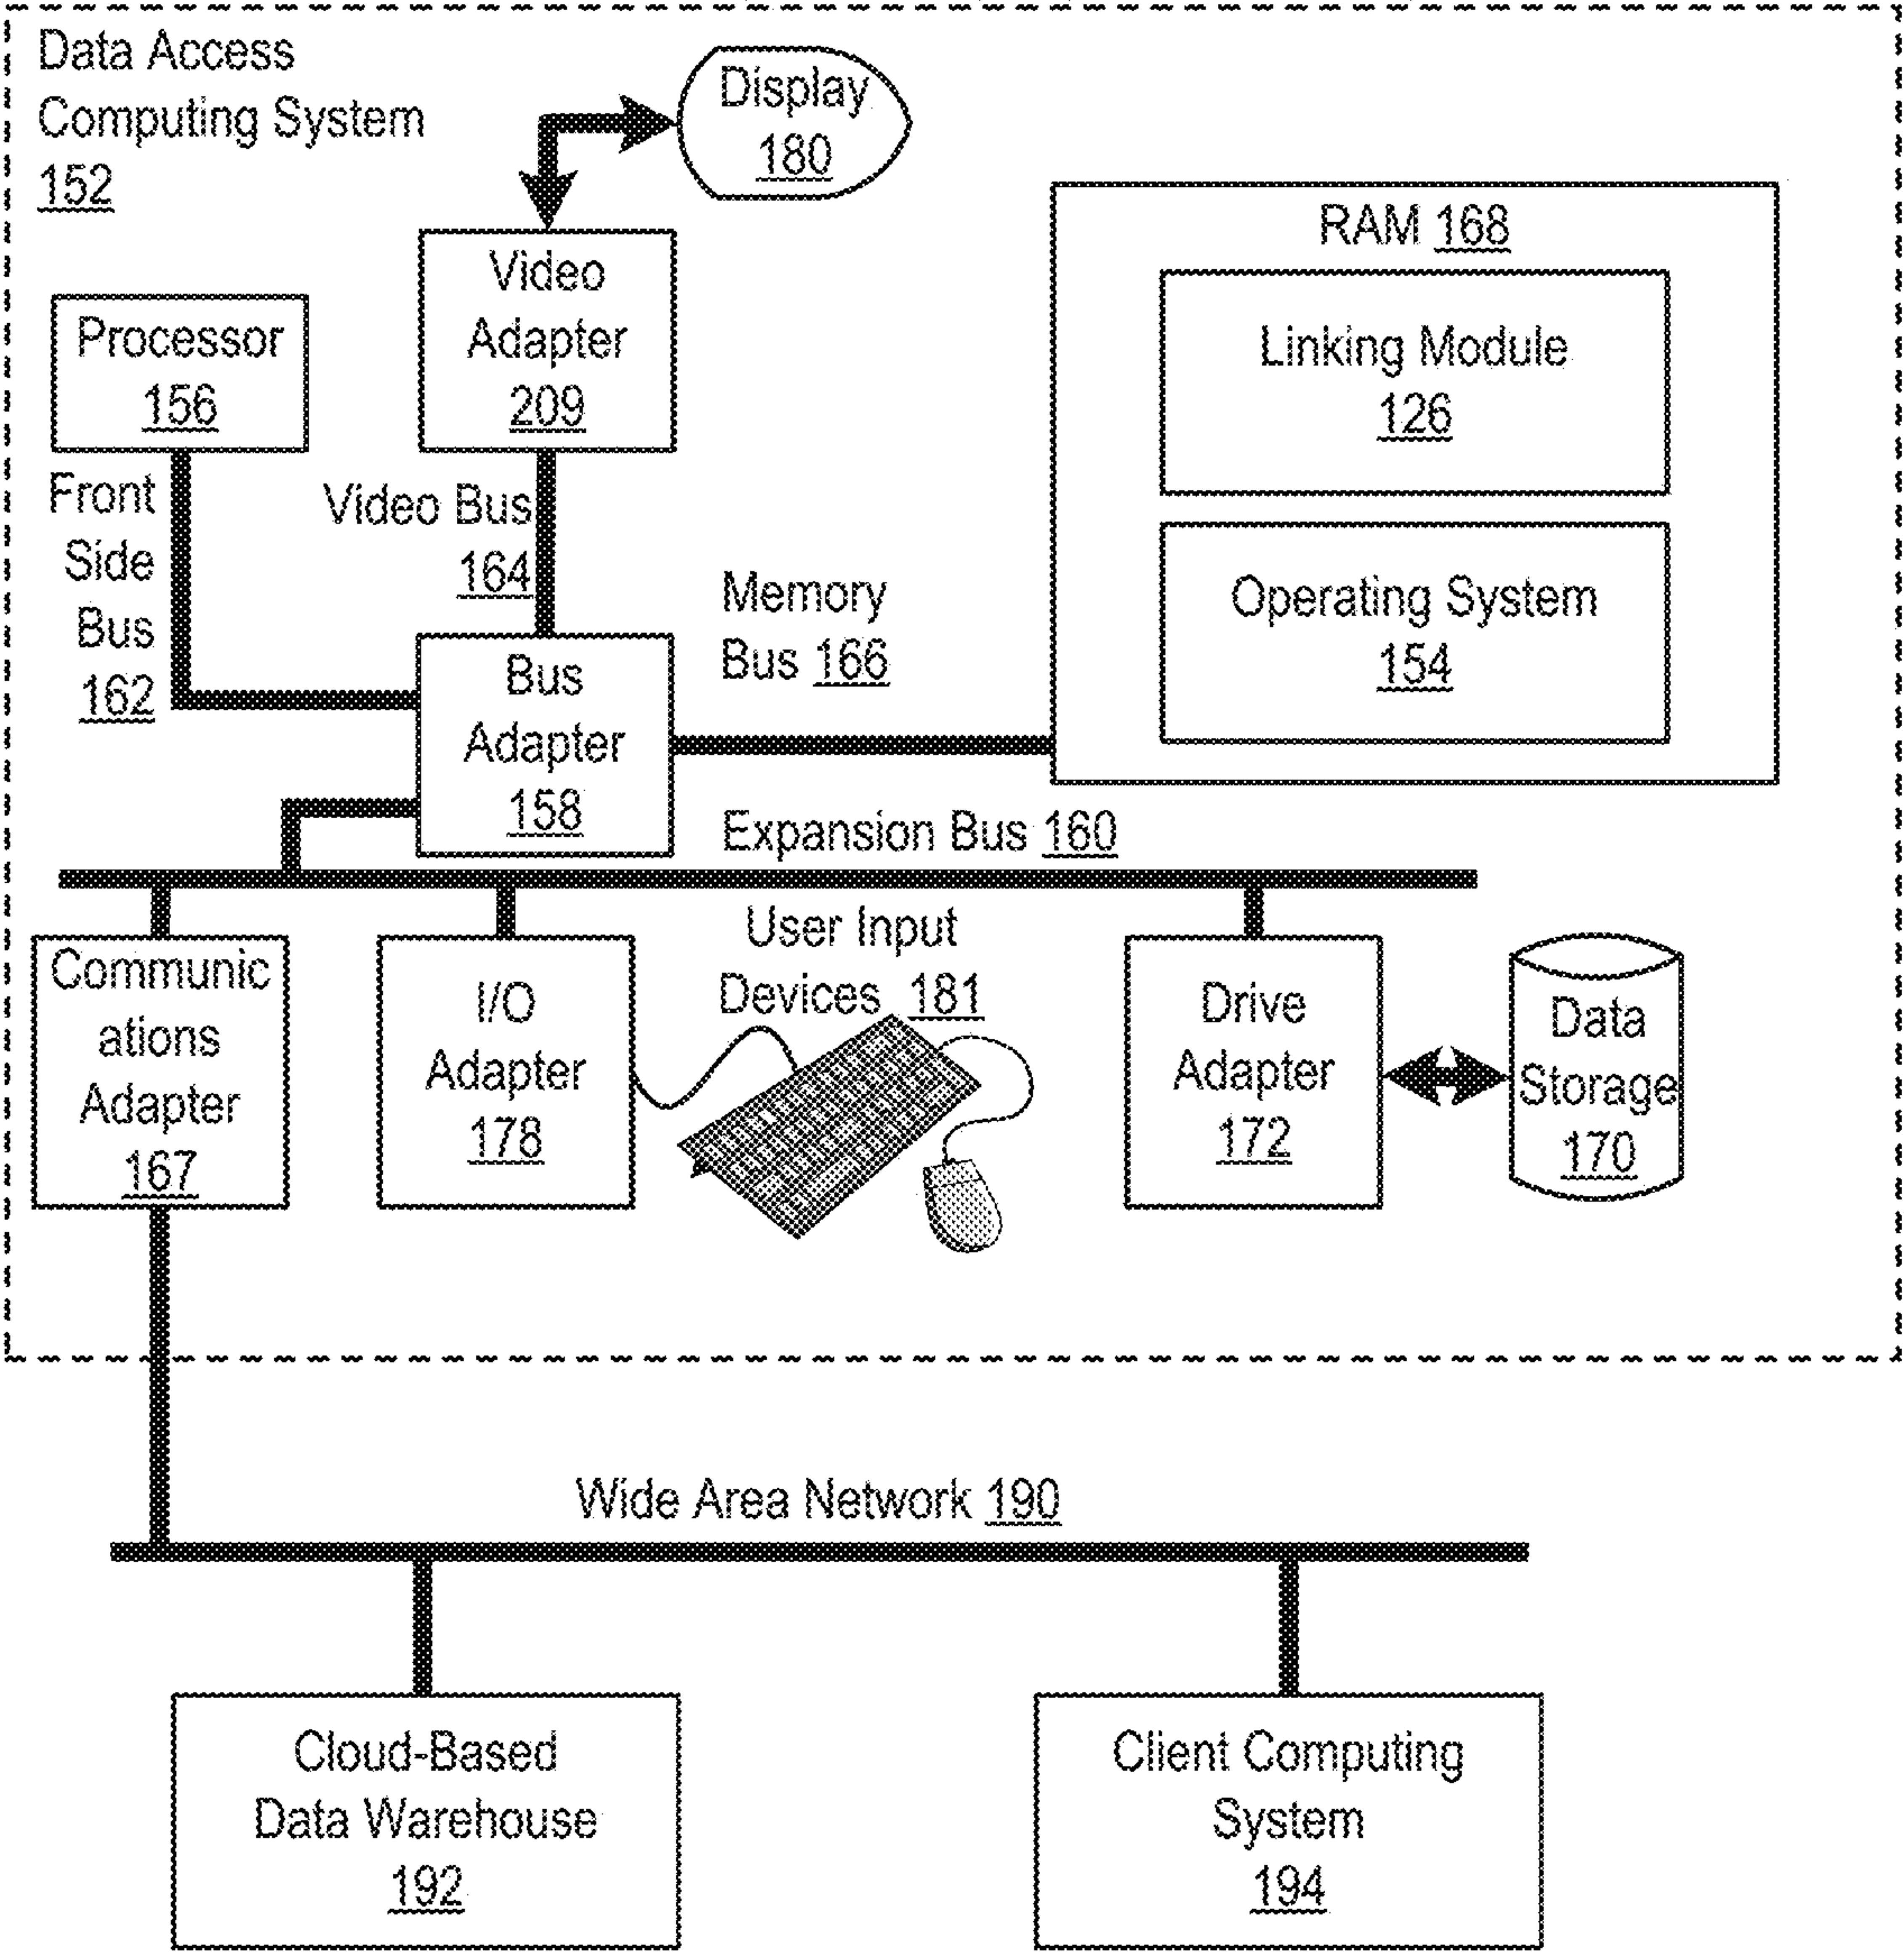 Data Access
Computing System
152
Display
180
RAM 168
Video
Adapter
209
Processor
156
Linking Module
126
Front
Side
Bus
162
Video Bus
164
Operating System
154
Memory
Bus 166
Bus
Adapter
158
Expansion Bus 160
Communic
ations
Adapter
167
I/O
Adapter
178
User Input
Devices 181
Drive
Adapter
172
Data
Storage
170
Wide Area Network 190
Cloud-Based
Data Warehouse
192
Client Computing
System
194